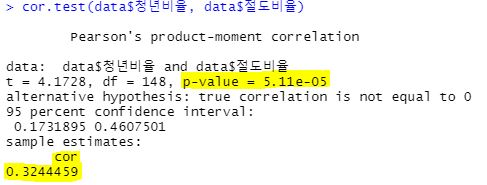 > cor.test(data$청년비율, data$절도비율)
Pearson's product-moment correlation
data:  data$청년비율 and data$절도비율
t = 4.1728, df = 148, p-value = 5.11e-05
alternative hypothesis: true correlation is not equal to 0
95 percent confidence interval:
0.1731895 0.4607501
sample estimates:
cor
0.3244459